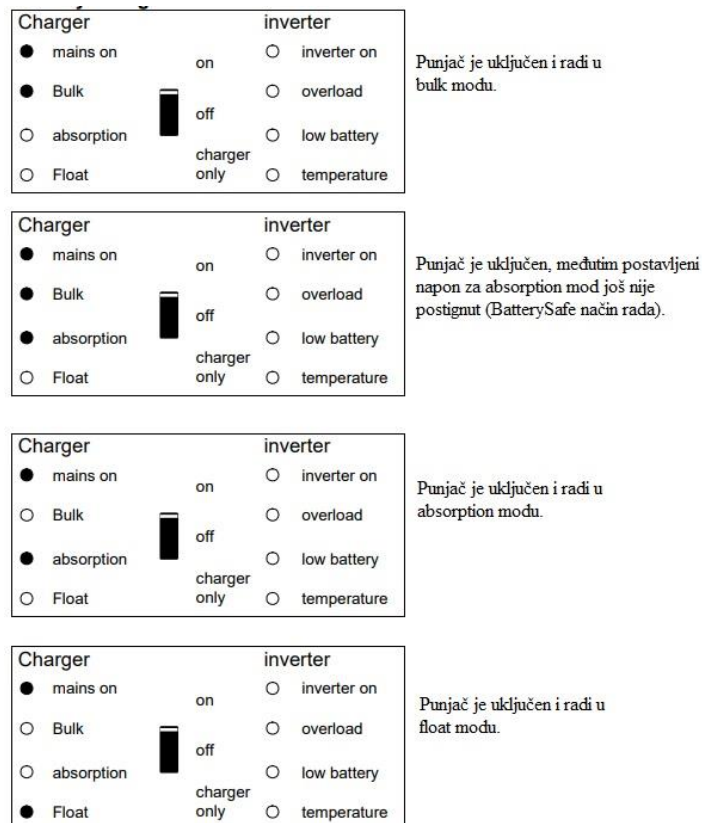 Charger inverter
mains on on inverter on
Bulk overload
off
absorption low battery
charger
Float only temperature
Punjač je uključen i radi u
bulk modu.
Charger inverter
mains on on inverter on
Bulk overload
off
absorption low battery
charger
Float only temperature
Punjač je uključen, međutim postavljeni
napon za absorption mod još nije
postignut (BatterySafe način rada).
Charger inverter
mains on on inverter on
Bulk overload
off
absorption low battery
charger
Float only temperature
Punjač je uključen i radi u
absorption modu.
Charger inverter
mains on on inverter on
Bulk overload
off
absorption low battery
charger
Float only temperature
Punjač je uključen i radi u
float modu.